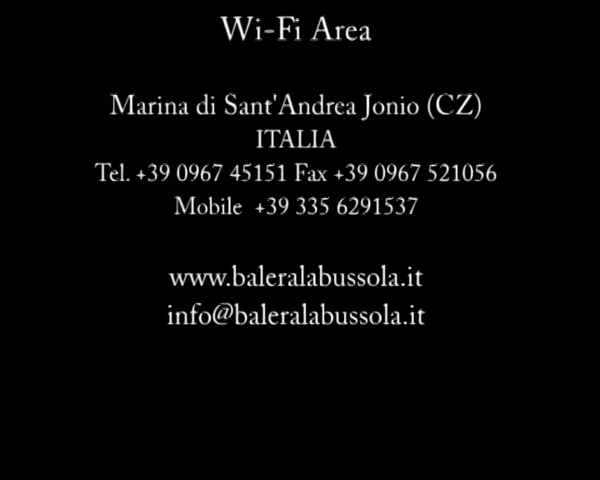 Wi-Fi Area
Marina di Sant'Andrea Jonio (CZ)
ITALIA
Tel. +39 0967 45151 Fax +39 0967 521056
Mobile +39 335 6291537
www.baleralabussola.it
info@baleralabussola.it